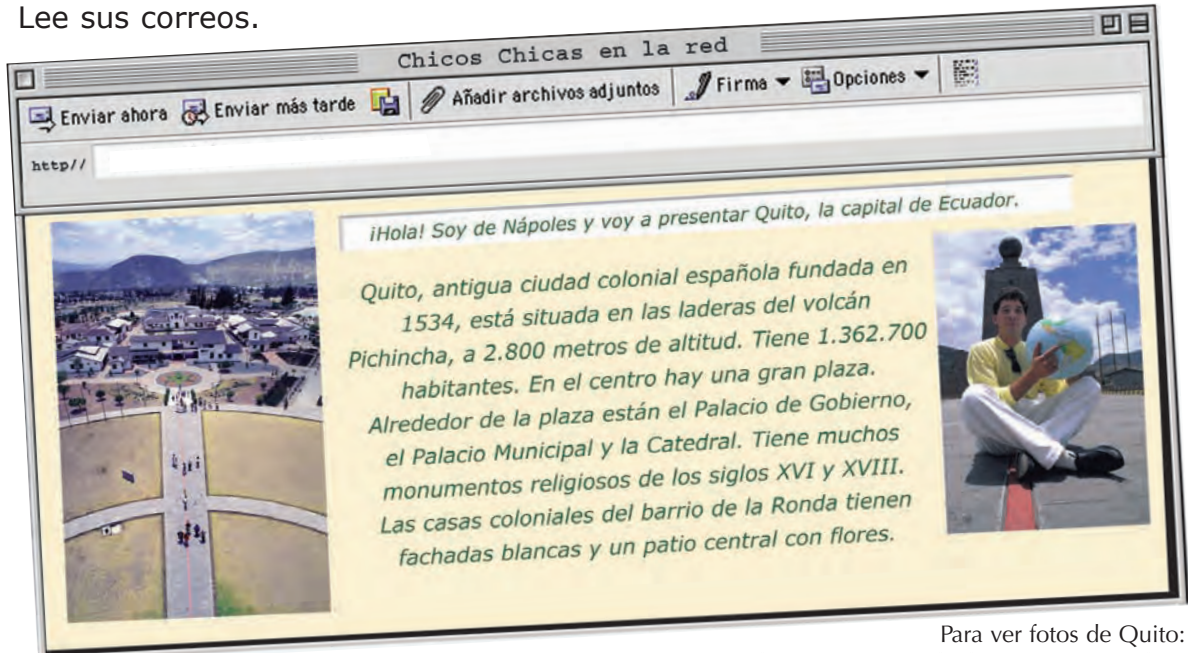 Lee sus correos.
Chicos Chicas en la red
Enviar ahora Enviar más tarde Añadir archivos adjuntos Firma Opciones
http//
¡Hola! Soy de Nápoles y voy a presentar Quito, la capital de Ecuador.
Quito, antigua ciudad colonial española fundada en
1534, está situada en las laderas del volcán
Pichincha, a 2.800 metros de altitud. Tiene 1.362.700
habitantes. En el centro hay una gran plaza.
Alrededor de la plaza están el Palacio de Gobierno,
el Palacio Municipal y la Catedral. Tiene muchos
monumentos religiosos de los siglos XVI y XVIII.
Las casas coloniales del barrio de la Ronda tienen
fachadas blancas y un patio central con flores.
Para ver fotos de Quito: